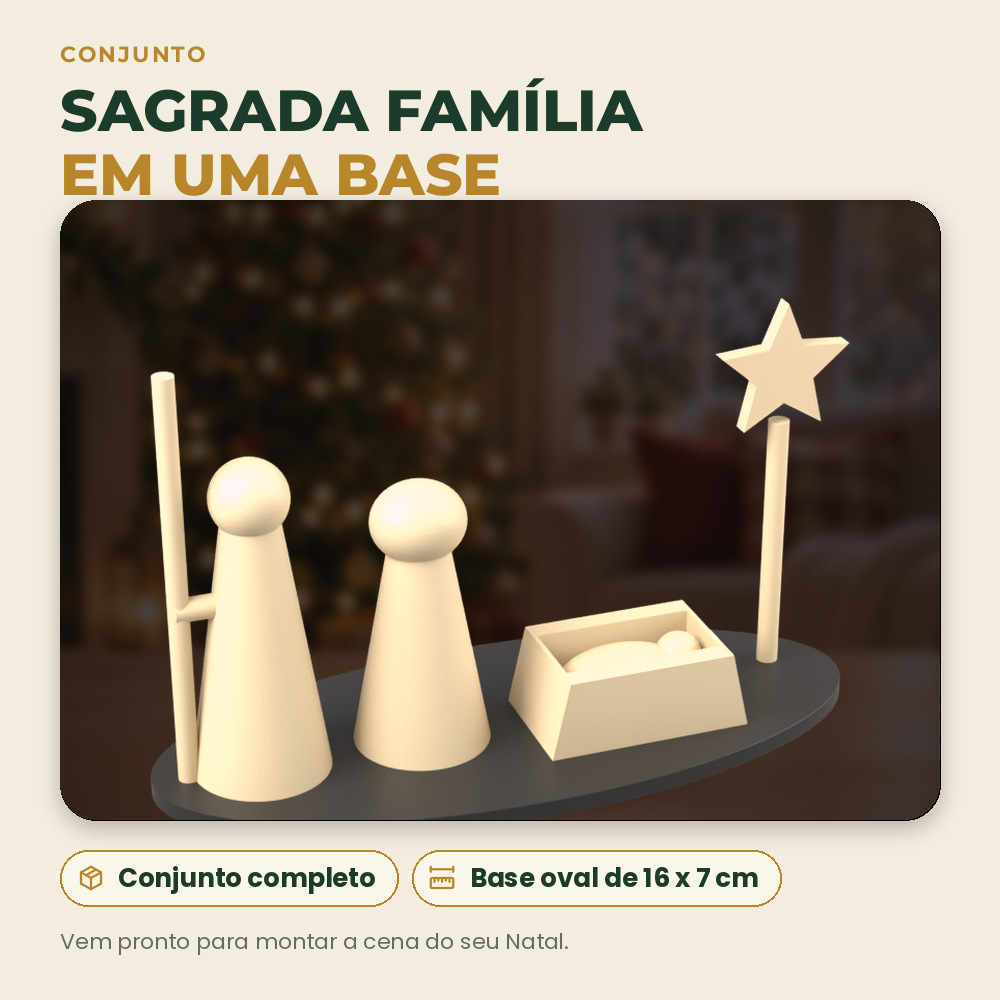 CONJUNTO
SAGRADA FAMÍLIA
EM UMA BASE
Conjunto completo
Base oval de 16 x 7 cm
Vem pronto para montar a cena do seu Natal.